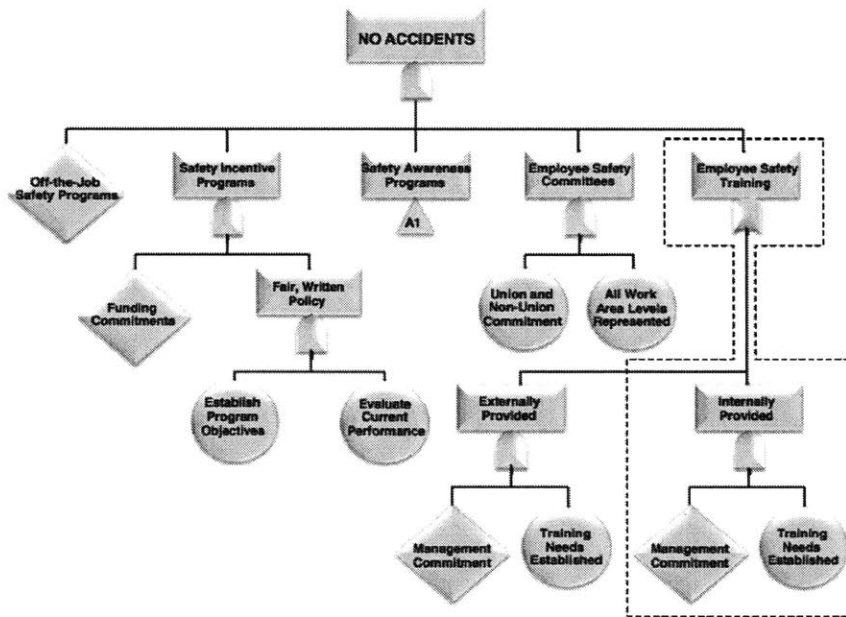 NO ACCIDENTS
Off-the-Job
Safety Programs
Safety Incentive
Programs
Safety Awareness
Programs
A1
Employee Safety
Committees
Employee Safety
Training
Funding
Commitments
Fair, Written
Policy
Union and
Non-Union
Commitment
All Work
Area Levels
Represented
Establish
Program
Objectives
Evaluate
Current
Performance
Externally
Provided
Internally
Provided
Management
Commitment
Training
Needs
Established
Management
Commitment
Training
Needs
Established